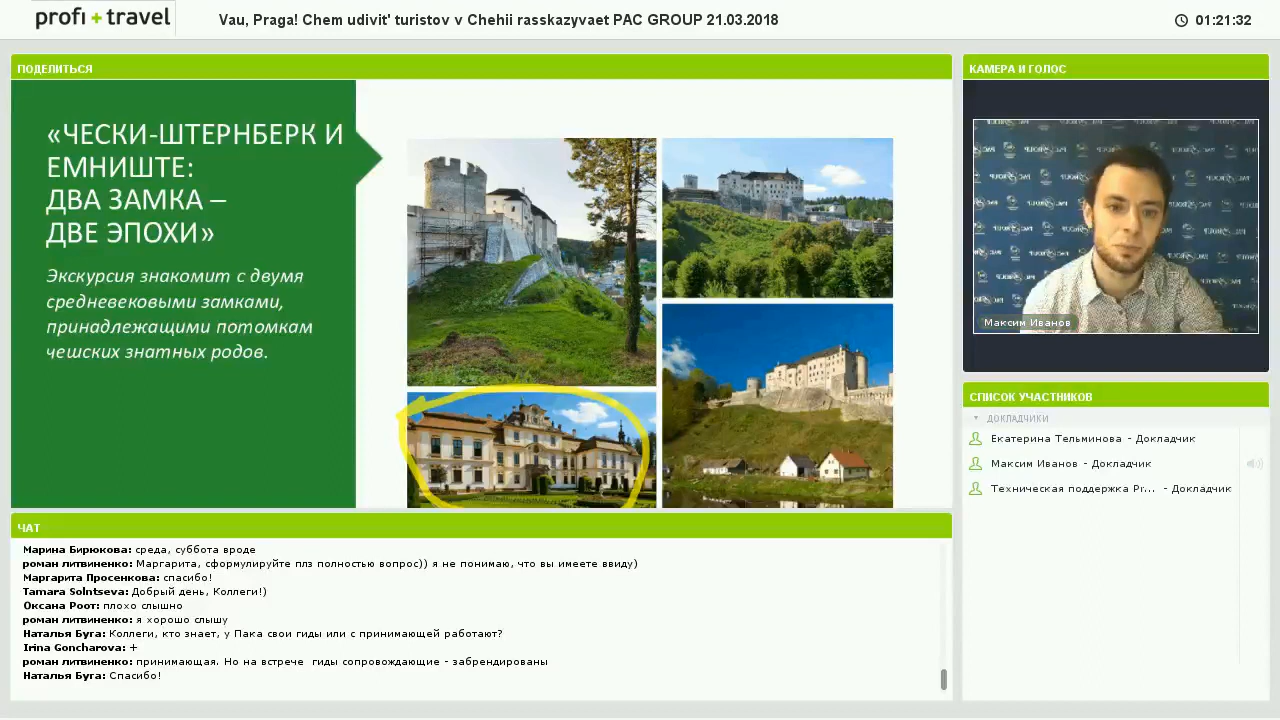 profi + travel
Vau, Praga! Chem udivit' turistov v Chehii rasskazyvaet PAC GROUP 21.03.2018
01:21:32
ПОДЕЛИТЬСЯ
«ЧЕСКИ-ШТЕРНБЕРК И
ЕМНИШТЕ:
ДВА ЗАМКА –
ДВЕ ЭПОХИ»
Экскурсия знакомит с двумя
средневековыми замками,
принадлежащими потомкам
чешских знатных родов.
КАМЕРА И ГОЛОС
Максим Иванов
СПИСОК УЧАСТНИКОВ
ДОКЛАДЧИКИ
Екатерина Тельминова - Докладчик
Максим Иванов - Докладчик
Техническая поддержка Pr... - Докладчик
ЧАТ
Марина Бирюкова: среда, суббота вроде
роман литвиненко: Маргарита, сформулируйте плз полностью вопрос)) я не понимаю, что вы имеете ввиду)
Маргарита Просенкова: спасибо!
Tamara Solntseva: Добрый день, Коллеги!)
Оксана Роот: плохо слышно
роман литвиненко: я хорошо слышу
Наталья Буга: Коллеги, кто знает, у Пака свои гиды или с принимающей работают?
Irina Goncharova: +
роман литвиненко: принимающая. Но на встрече гиды сопровождающие - забрендированы
Наталья Буга: Спасибо!